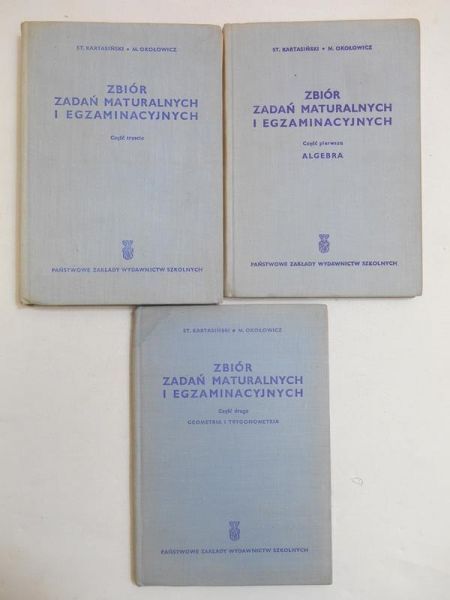 ST. KARTASIŃSKI • M. OKOŁOWICZ
ZBIÓR
ZADAŃ MATURALNYCH
I EGZAMINACYJNYCH
Część trzecia
PAŃSTWOWE ZAKŁADY WYDAWNICTW SZKOLNYCH
ST. KARTASIŃSKI • M. OKOŁOWICZ
ZBIÓR
ZADAŃ MATURALNYCH
I EGZAMINACYJNYCH
Część pierwsza
ALGEBRA
PAŃSTWOWE ZAKŁADY WYDAWNICTW SZKOLNYCH
ST. KARTASIŃSKI • M. OKOŁOWICZ
ZBIÓR
ZADAŃ MATURALNYCH
I EGZAMINACYJNYCH
Część druga
GEOMETRIA I TRYGONOMETRIA
PAŃSTWOWE ZAKŁADY WYDAWNICTW SZKOLNYCH